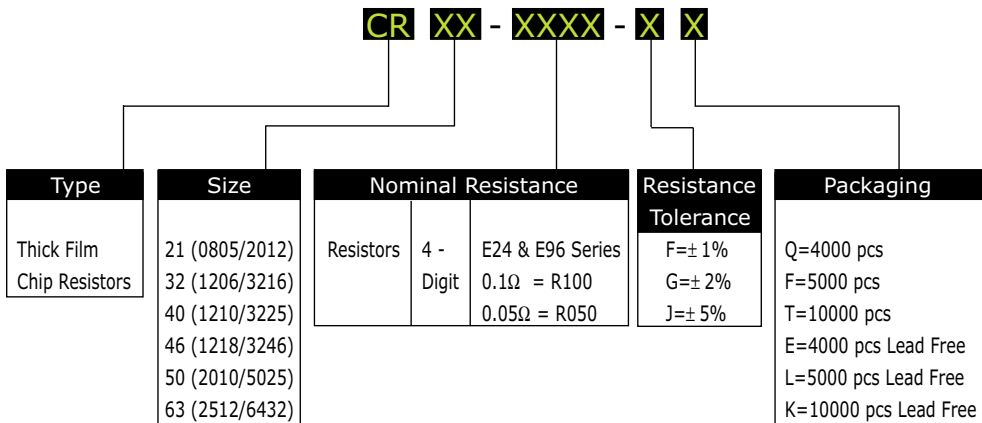 CR XX - XXXX - X X
Type
Thick Film
Chip Resistors
Size
21 (0805/2012)
32 (1206/3216)
40 (1210/3225)
46 (1218/3246)
50 (2010/5025)
63 (2512/6432)
Nominal Resistance
Resistors
4 -
Digit
E24 & E96 Series
0.1Ω = R100
0.05Ω = R050
Resistance
Tolerance
F=± 1%
G=± 2%
J=± 5%
Packaging
Q=4000 pcs
F=5000 pcs
T=10000 pcs
E=4000 pcs Lead Free
L=5000 pcs Lead Free
K=10000 pcs Lead Free